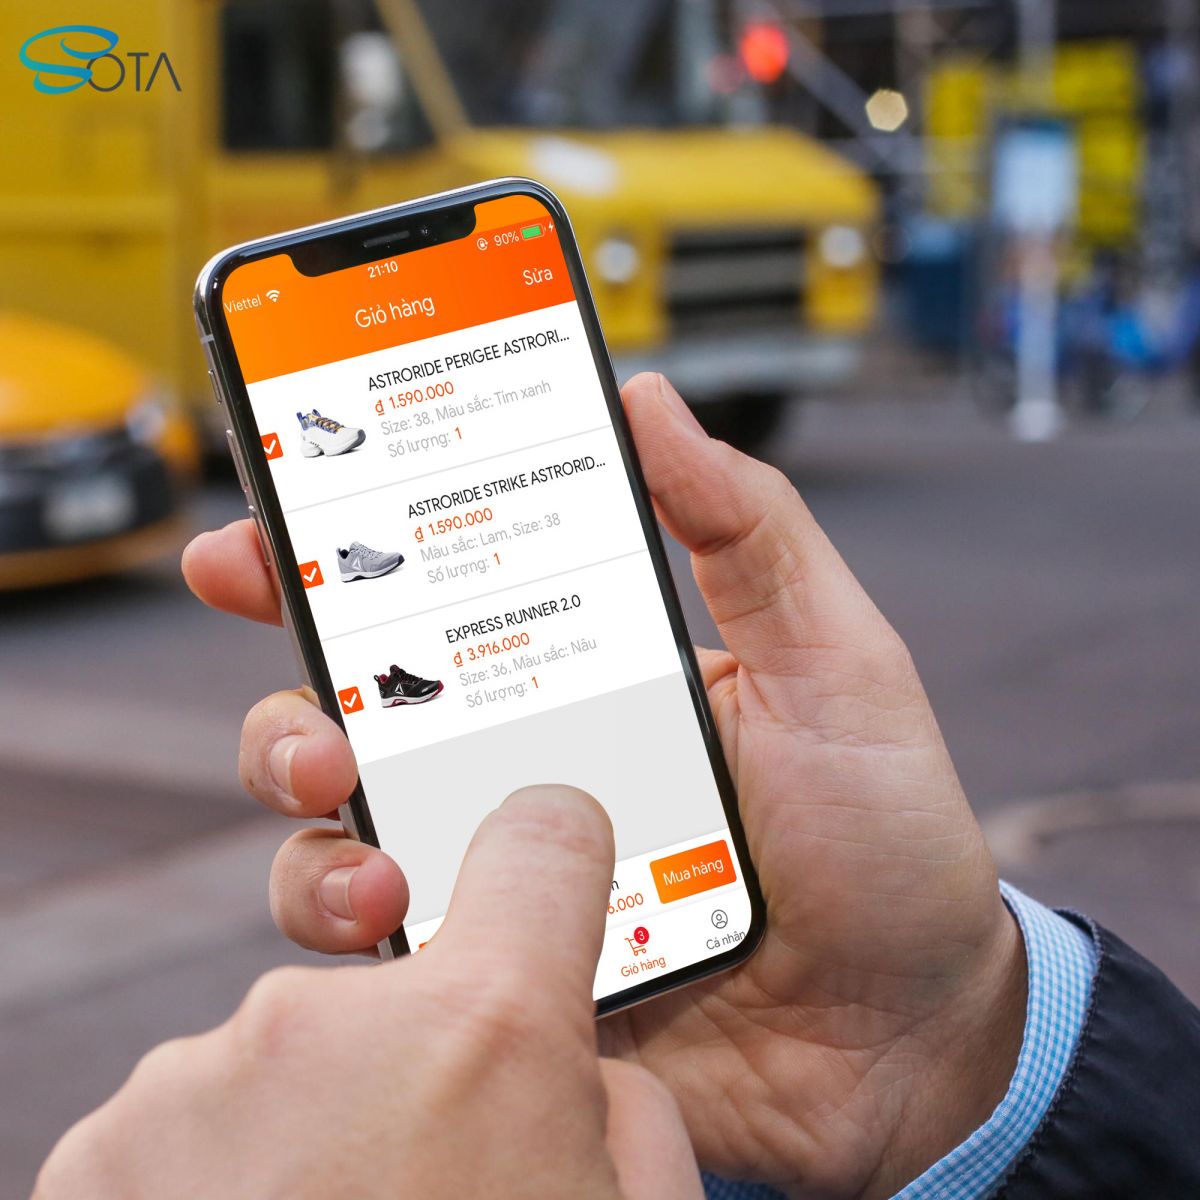 SOTA
Viettel
21:10
90%
Giỏ hàng
Sửa
ASTRORIDE PERIGEE ASTRORI...
₫ 1.590.000
Size: 38, Màu sắc: Tím xanh
Số lượng: 1
ASTRORIDE STRIKE ASTRORID...
₫ 1.590.000
Màu sắc: Lam, Size: 38
Số lượng: 1
EXPRESS RUNNER 2.0
₫ 3.916.000
Size: 36, Màu sắc: Nâu
Số lượng: 1
6.000
Mua hàng
3
Giỏ hàng
Cá nhân